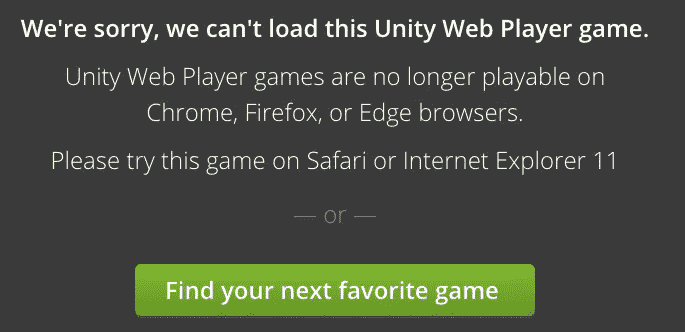 We're sorry, we can't load this Unity Web Player game.
Unity Web Player games are no longer playable on
Chrome, Firefox, or Edge browsers.
Please try this game on Safari or Internet Explorer 11
— or —
Find your next favorite game